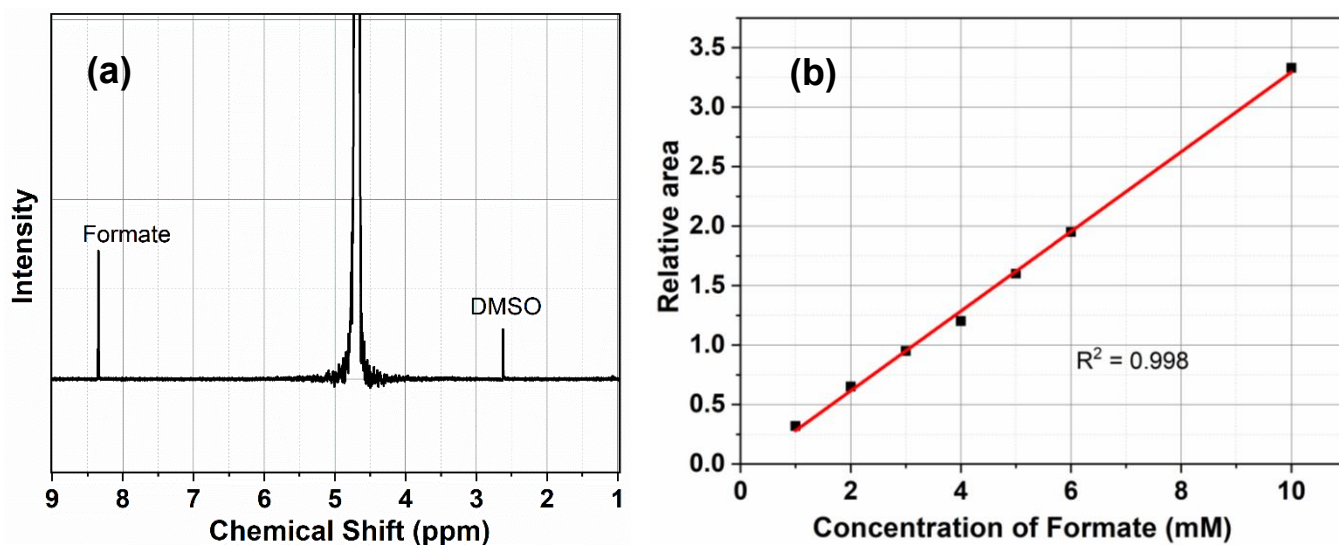 (a)
Intensity
Formate
DMSO
9 8 7 6 5 4 3 2 1
Chemical Shift (ppm)
(b)
Relative area
3.5
3.0
2.5
2.0
1.5
1.0
0.5
0.0
R² = 0.998
0 2 4 6 8 10
Concentration of Formate (mM)